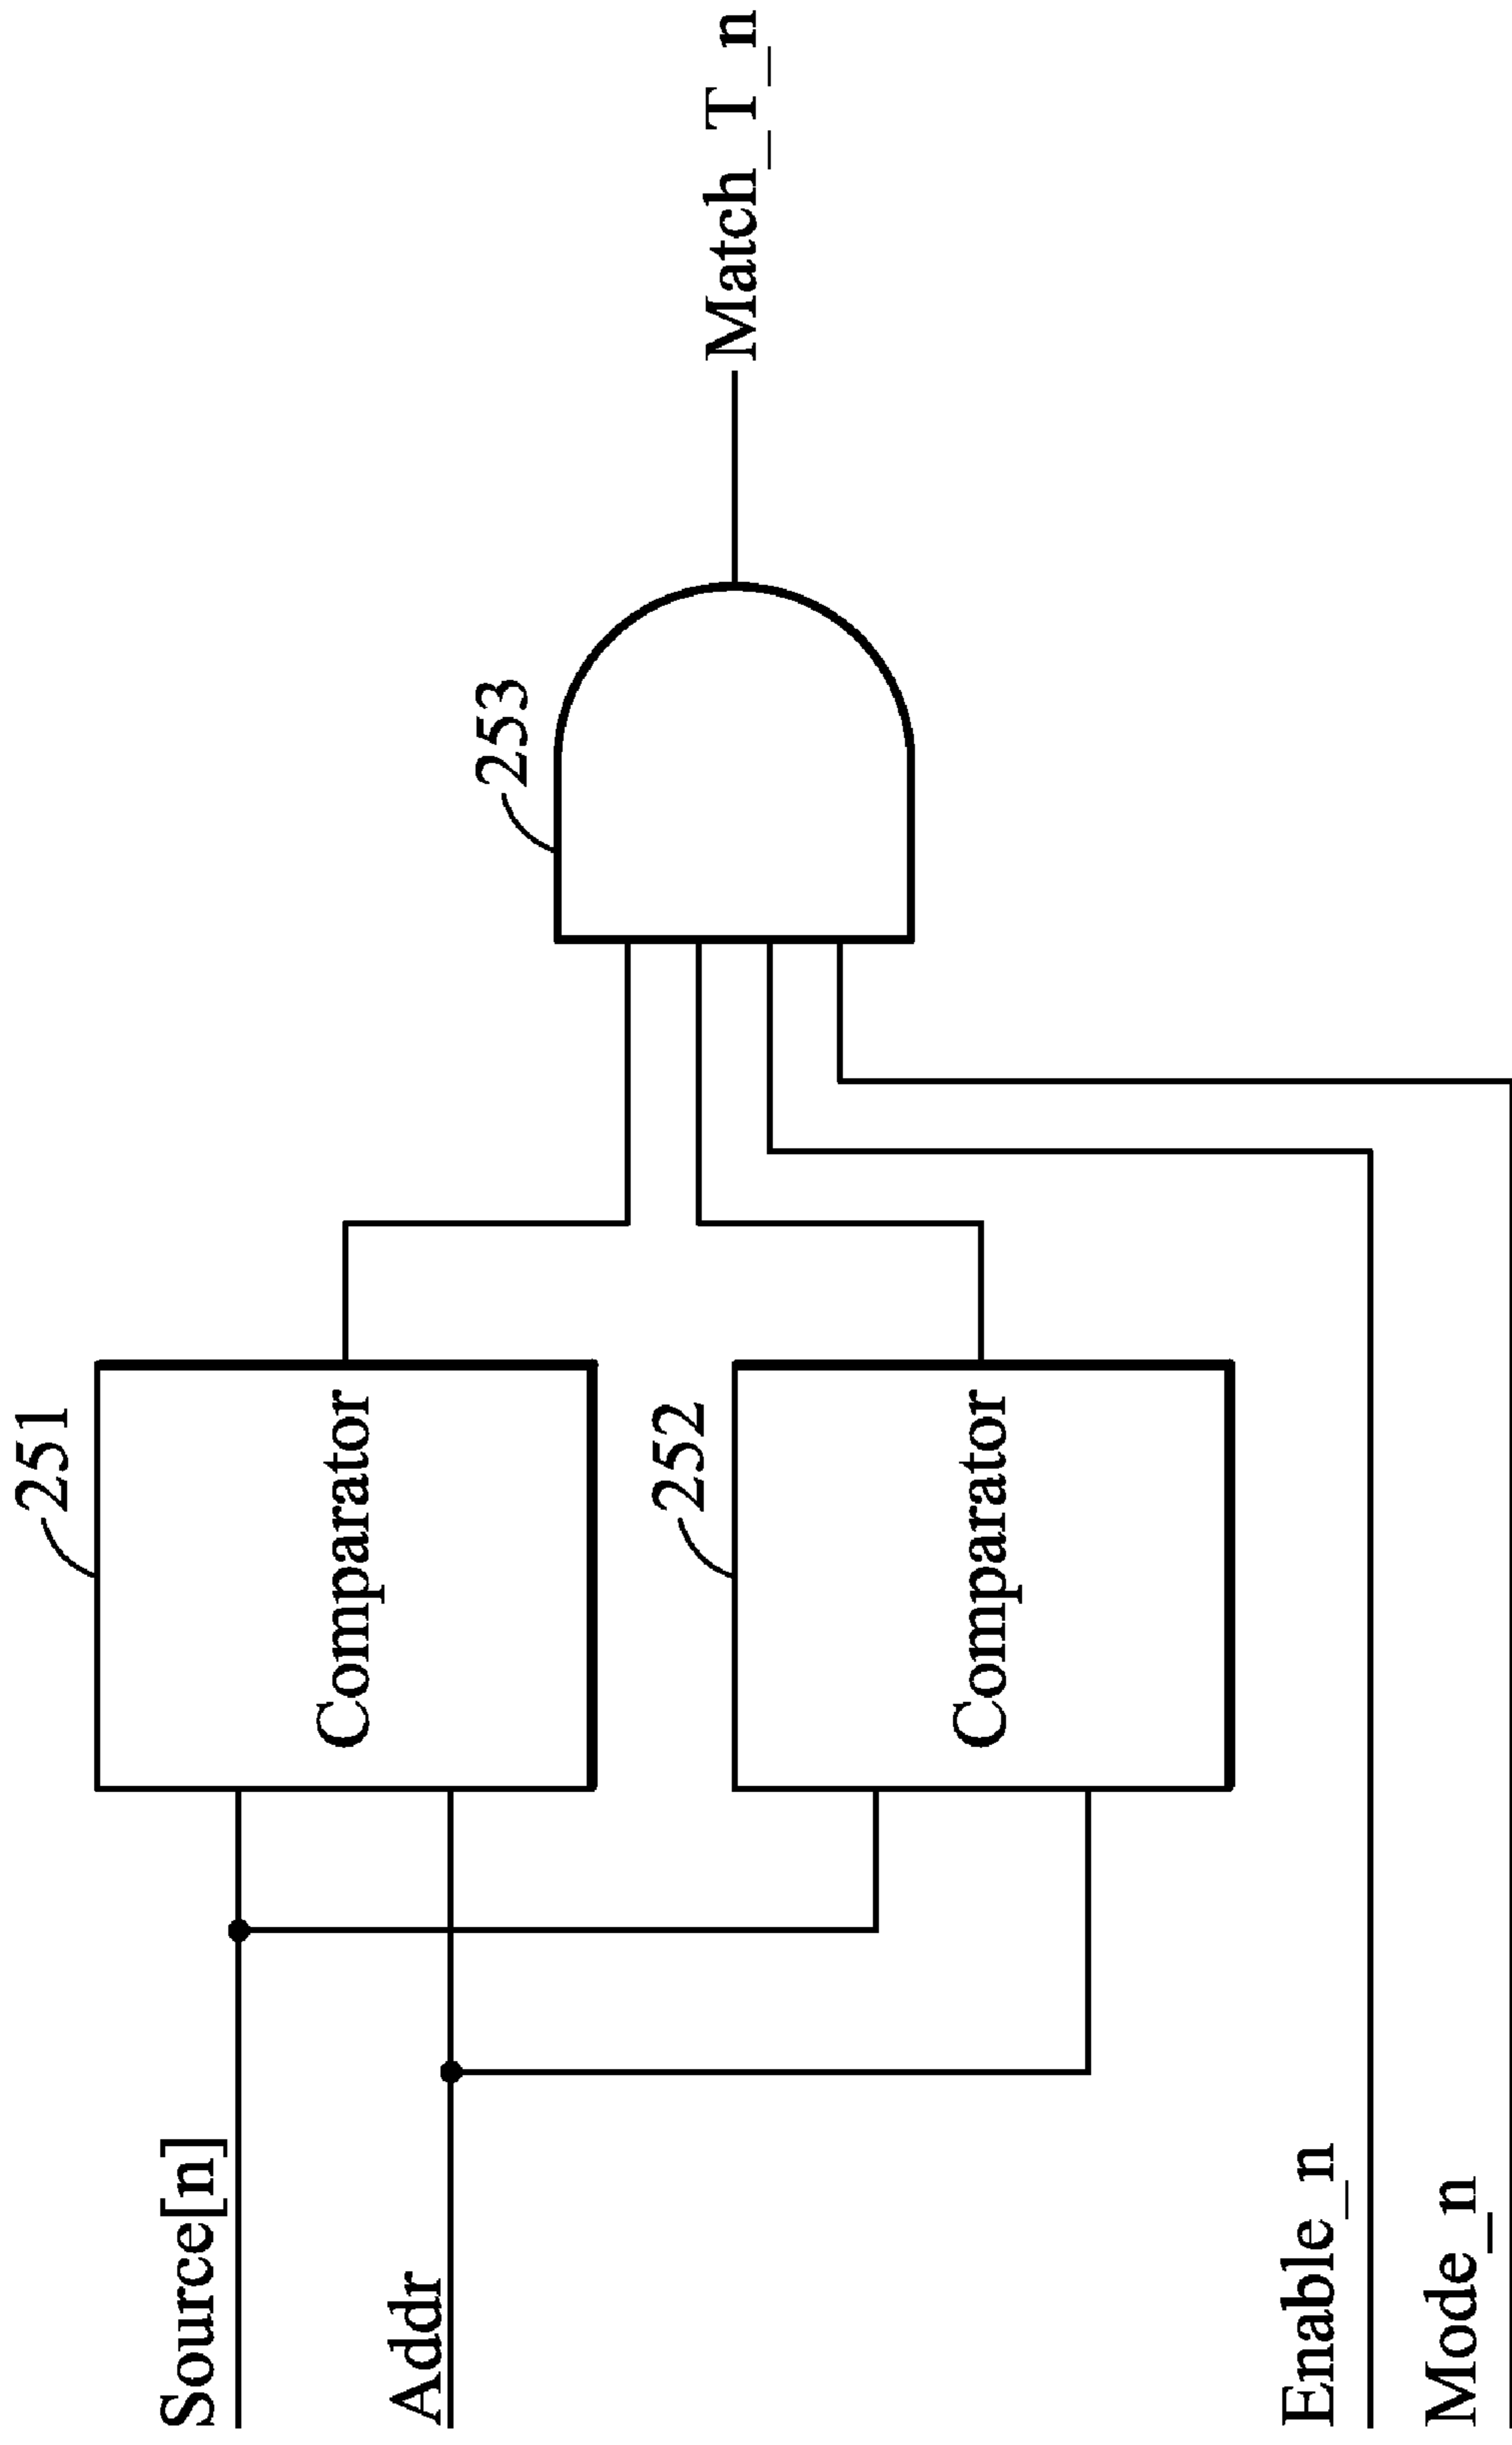 Source[n]
Addr
Enable_n
Mode_n
251
Comparator
252
Comparator
253
Match_T_n